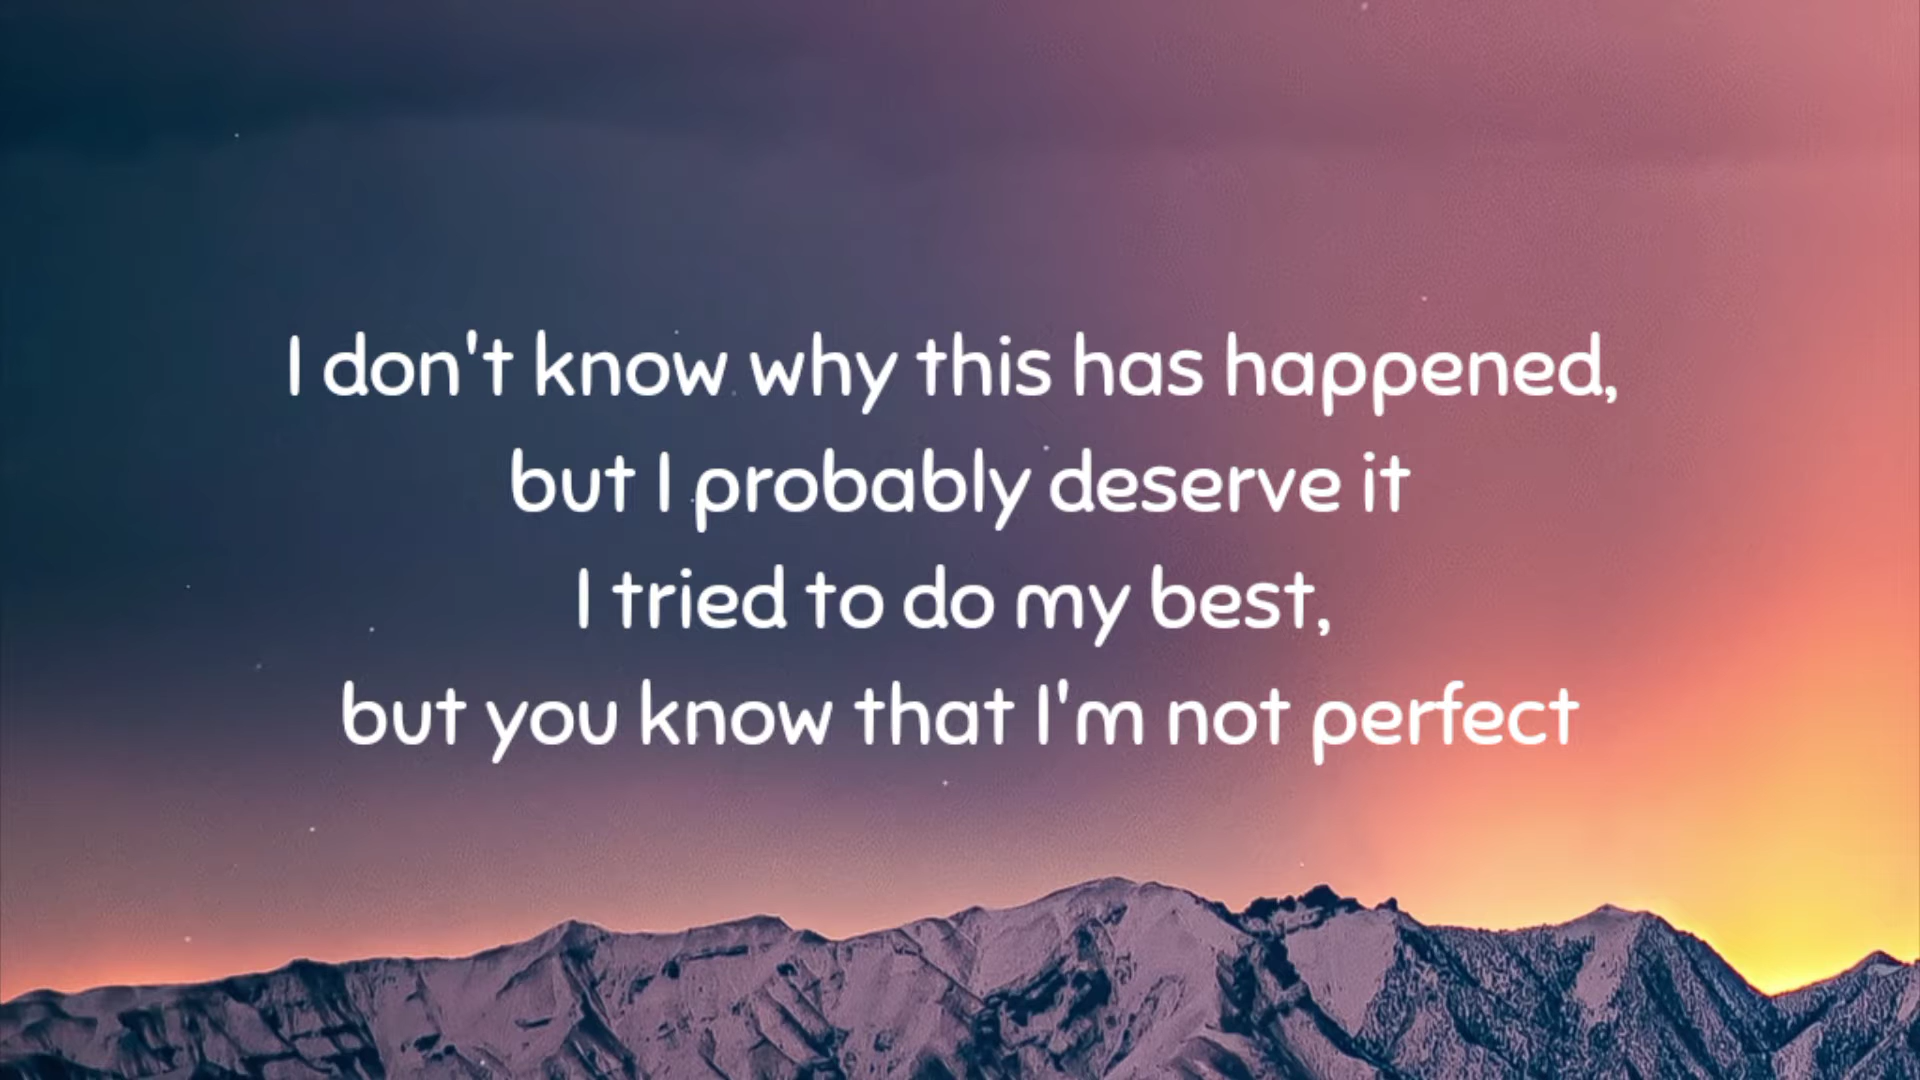 I don't know why this has happened,
but I probably deserve it
I tried to do my best,
but you know that I'm not perfect